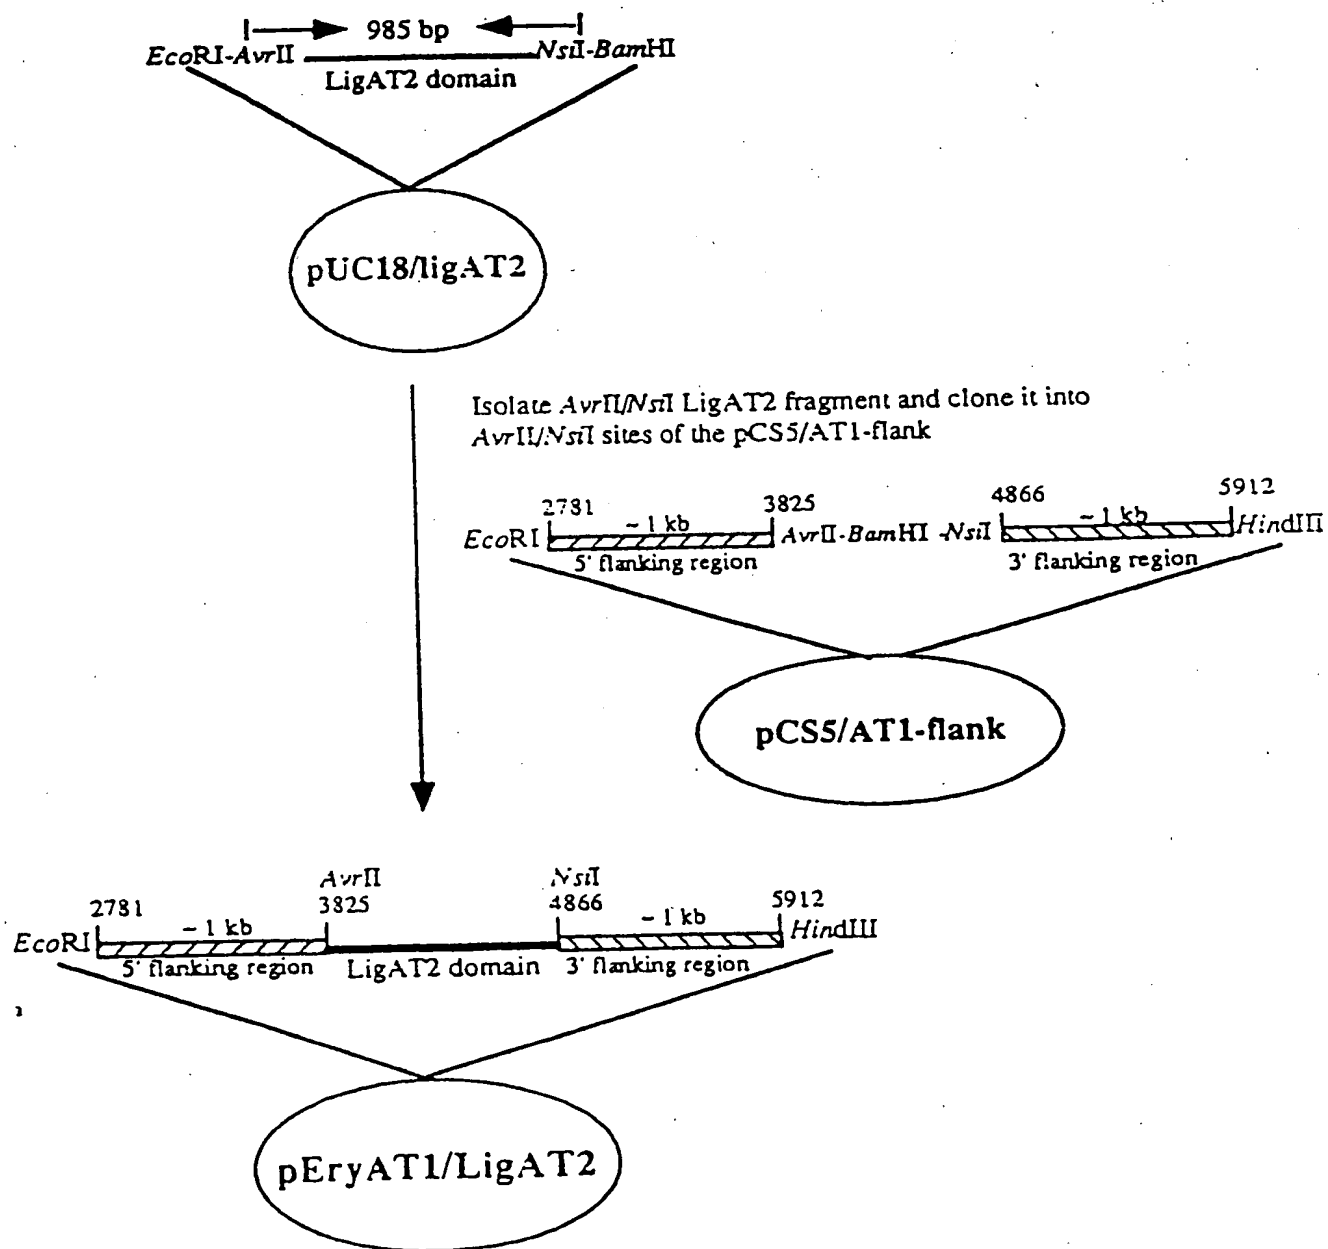 985 bp
EcoRI-AvrII NsiI-BamHI
LigAT2 domain
pUC18/ligAT2
Isolate AvrII/NsiI LigAT2 fragment and clone it into
AvrII/NsiI sites of the pCS5/AT1-flank
2781 3825 4866 5912
EcoRI ~ 1 kb AvrII-BamHI -NsiI ~ 1 kb HindIII
5' flanking region 3' flanking region
pCS5/AT1-flank
AvrII NsiI
2781 3825 4866 5912
EcoRI ~ 1 kb ~ 1 kb HindIII
5' flanking region LigAT2 domain 3' flanking region
pEryAT1/LigAT2